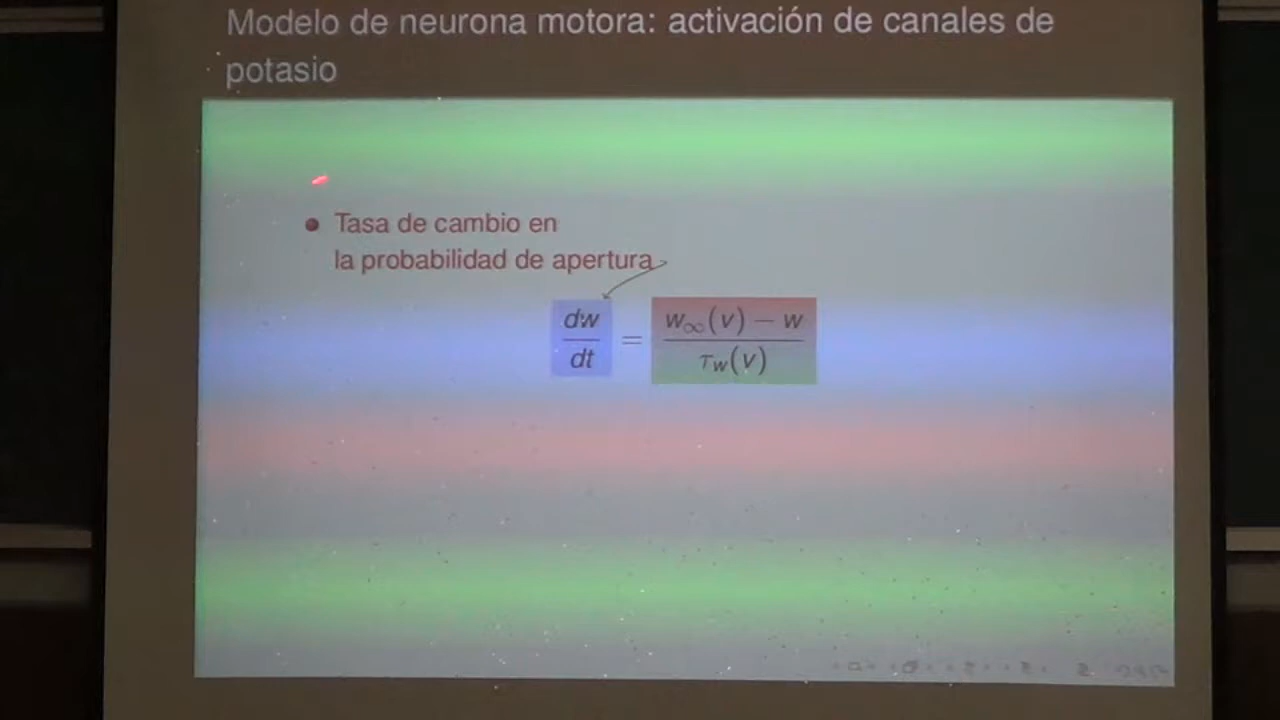 Modelo de neurona motora: activación de canales de
potasio
Tasa de cambio en
la probabilidad de apertura
dw/dt = (w∞(v) − w)/τw(v)